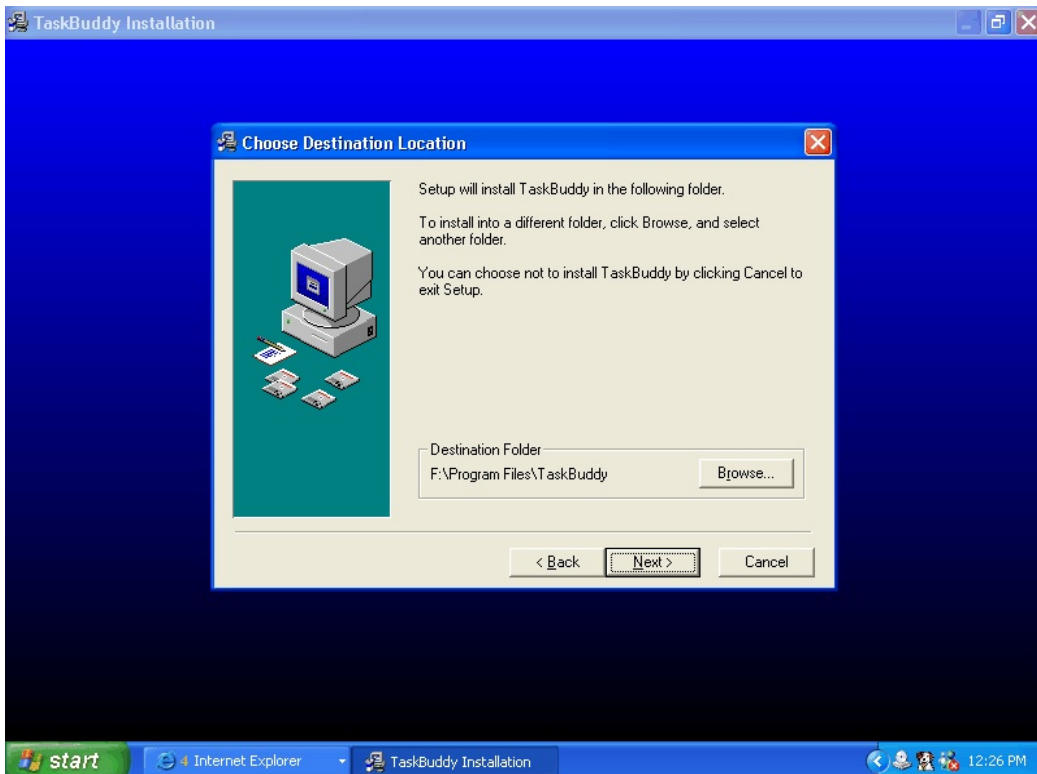 TaskBuddy Installation
Choose Destination Location
Setup will install TaskBuddy in the following folder.
To install into a different folder, click Browse, and select
another folder.
You can choose not to install TaskBuddy by clicking Cancel to
exit Setup.
Destination Folder
F:\Program Files\TaskBuddy
Browse...
< Back
Next >
Cancel
start
4 Internet Explorer
TaskBuddy Installation
12:26 PM